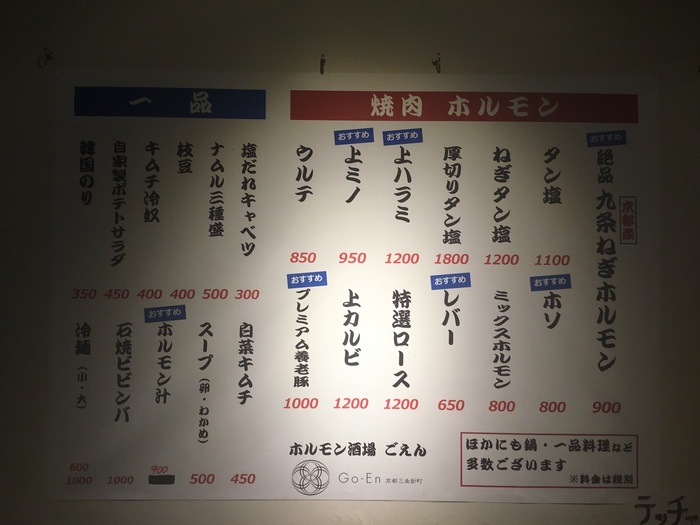 焼肉 ホルモン
おすすめ
京都産
絶品 九条ねぎホルモン
900
タン塩
1100
ねぎタン塩
1200
厚切りタン塩
1800
おすすめ
上ハラミ
1200
おすすめ
上ミノ
950
ウルテ
850
おすすめ
ホソ
800
ミックスホルモン
800
おすすめ
レバー
650
特選ロース
1200
上カルビ
1200
おすすめ
プレミアム養老豚
1000
一品
塩だれキャベツ
300
ナムル三種盛
500
枝豆
400
キムチ冷奴
400
自家製ポテトサラダ
450
韓国のり
350
白菜キムチ
450
スープ（卵・わかめ）
500
おすすめ
ホルモン汁
900
石焼ビビンバ
1000
冷麺（小・大）
600
1000
ホルモン酒場 ごえん
Go-En 京都三条新町
ほかにも鍋・一品料理など
多数ございます
※料金は税別
テッチー